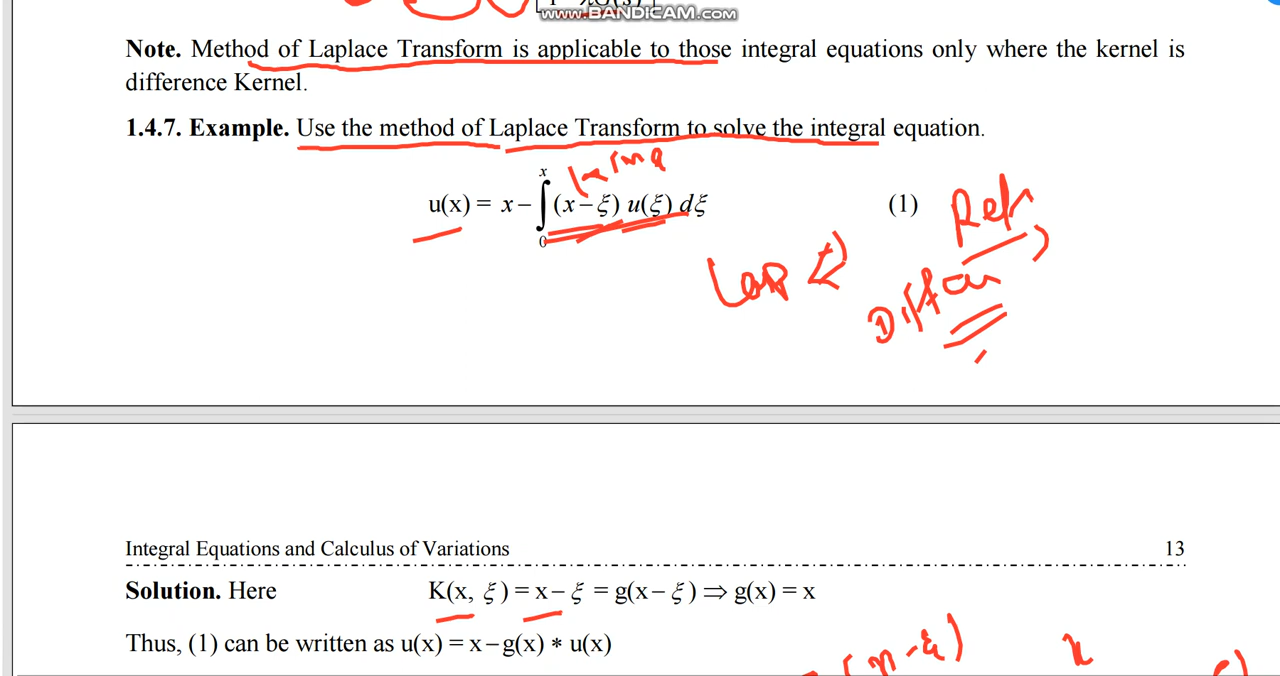 www.BANDICAM.com
Note. Method of Laplace Transform is applicable to those integral equations only where the kernel is
difference Kernel.
1.4.7. Example. Use the method of Laplace Transform to solve the integral equation.
u(x) = x − ∫₀ˣ (x − ξ) u(ξ) dξ (1)
Integral Equations and Calculus of Variations 13
Solution. Here K(x, ξ) = x − ξ = g(x − ξ) ⇒ g(x) = x
Thus, (1) can be written as u(x) = x − g(x) * u(x)